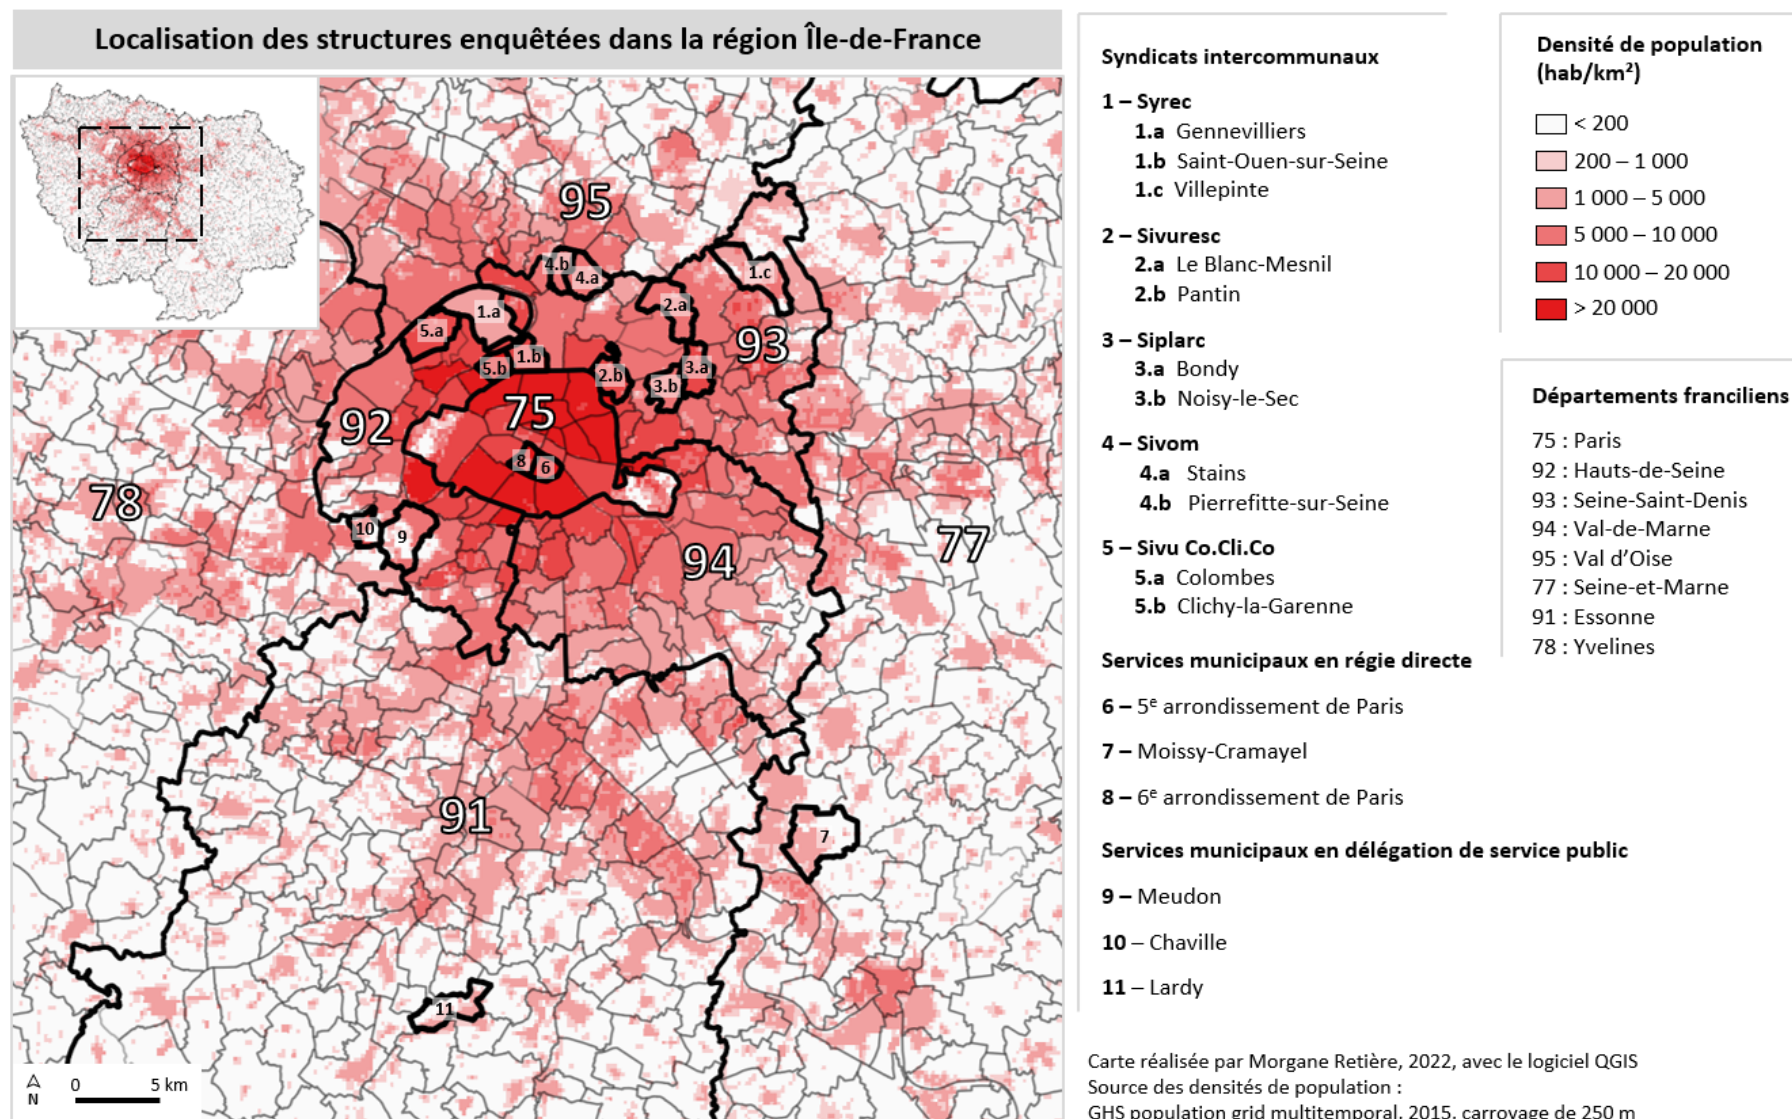 Localisation des structures enquêtées dans la région Île-de-France
95
4.b
4.a
1.c
1.a
2.a
5.a
93
1.b
5.b
2.b
3.a
3.b
75
92
8
6
78
10
9
77
94
91
7
11
N
0 5 km
Syndicats intercommunaux
1 – Syrec
1.a Gennevilliers
1.b Saint-Ouen-sur-Seine
1.c Villepinte
2 – Sivuresc
2.a Le Blanc-Mesnil
2.b Pantin
3 – Siplarc
3.a Bondy
3.b Noisy-le-Sec
4 – Sivom
4.a Stains
4.b Pierrefitte-sur-Seine
5 – Sivu Co.Cli.Co
5.a Colombes
5.b Clichy-la-Garenne
Services municipaux en régie directe
6 – 5e arrondissement de Paris
7 – Moissy-Cramayel
8 – 6e arrondissement de Paris
Services municipaux en délégation de service public
9 – Meudon
10 – Chaville
11 – Lardy
Densité de population
(hab/km²)
< 200
200 – 1 000
1 000 – 5 000
5 000 – 10 000
10 000 – 20 000
> 20 000
Départements franciliens
75 : Paris
92 : Hauts-de-Seine
93 : Seine-Saint-Denis
94 : Val-de-Marne
95 : Val d’Oise
77 : Seine-et-Marne
91 : Essonne
78 : Yvelines
Carte réalisée par Morgane Retière, 2022, avec le logiciel QGIS
Source des densités de population :
GHS population grid multitemporal, 2015, carroyage de 250 m